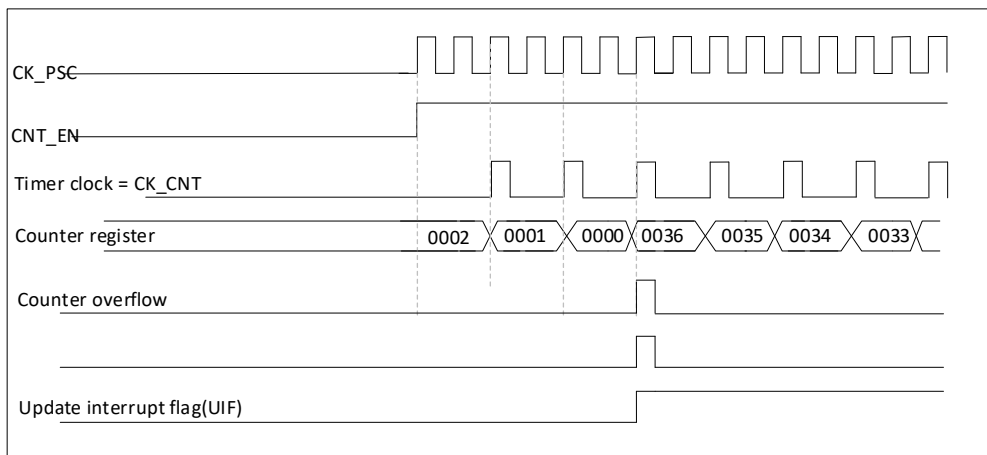 CK_PSC
CNT_EN
Timer clock = CK_CNT
Counter register 0002 0001 0000 0036 0035 0034 0033
Counter overflow
Update interrupt flag(UIF)